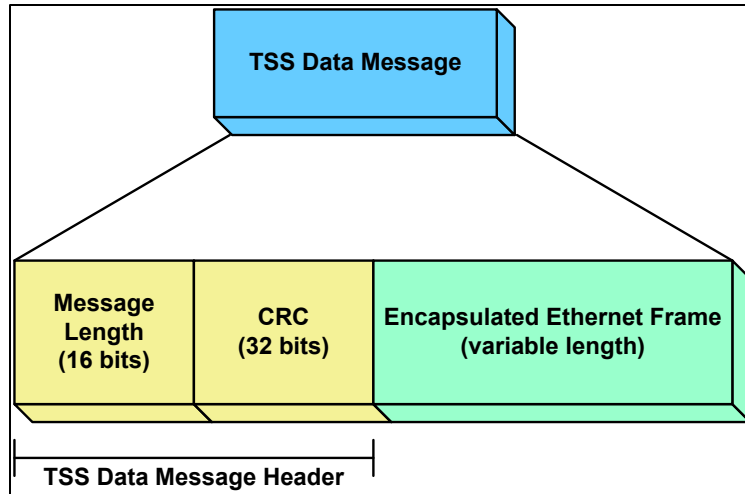 TSS Data Message
Message
Length
(16 bits)
CRC
(32 bits)
Encapsulated Ethernet Frame
(variable length)
TSS Data Message Header